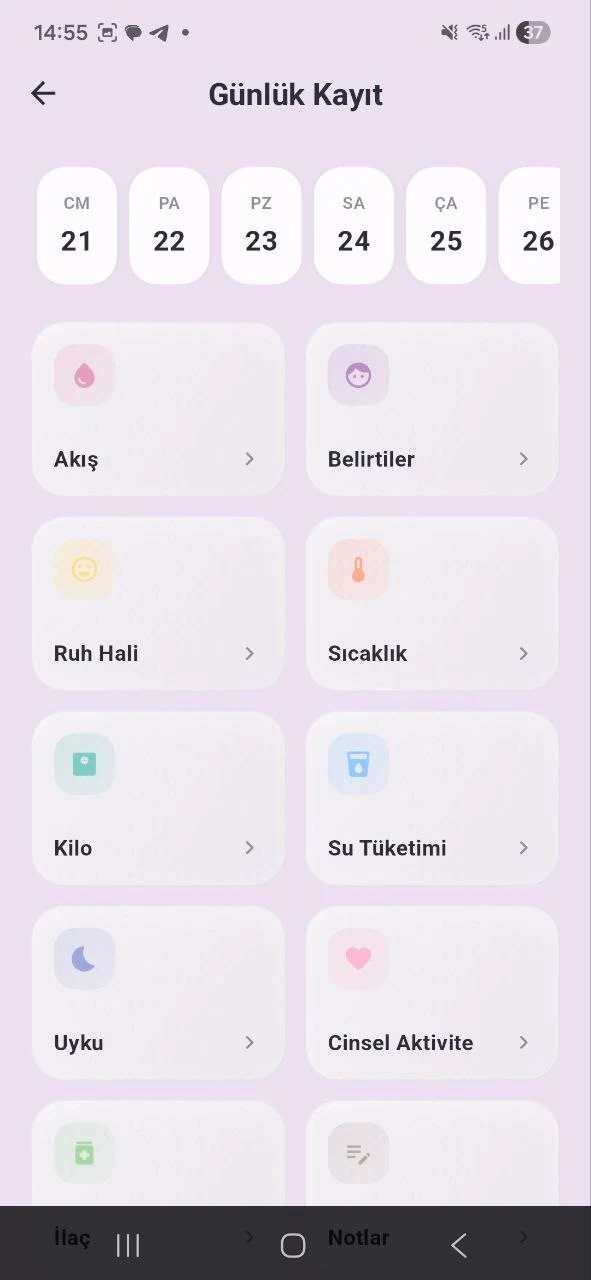 14:55
37
Günlük Kayıt
CM PA PZ SA ÇA PE
21 22 23 24 25 26
Akış
Belirtiler
Ruh Hali
Sıcaklık
Kilo
Su Tüketimi
Uyku
Cinsel Aktivite
İlaç
Notlar